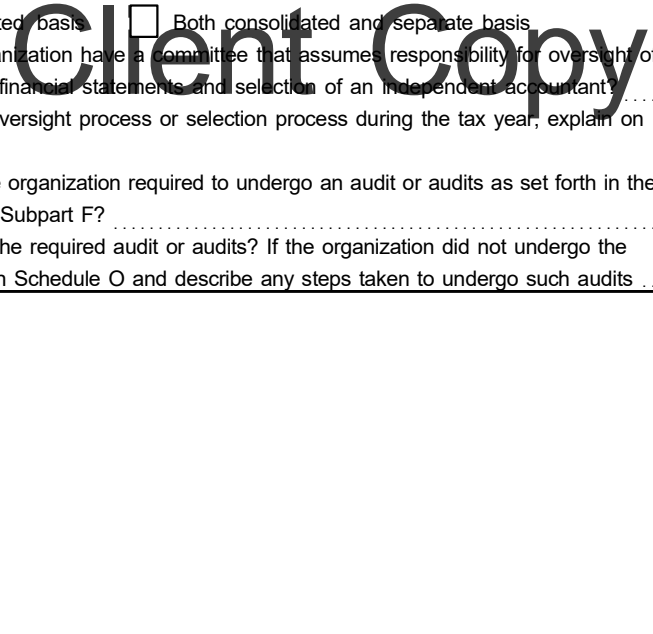 ted basis Both consolidated and separate basis
Client Copy
anization have a committee that assumes responsibility for oversight of
financial statements and selection of an independent accountant?
versight process or selection process during the tax year, explain on
organization required to undergo an audit or audits as set forth in the
Subpart F?
he required audit or audits? If the organization did not undergo the
n Schedule O and describe any steps taken to undergo such audits